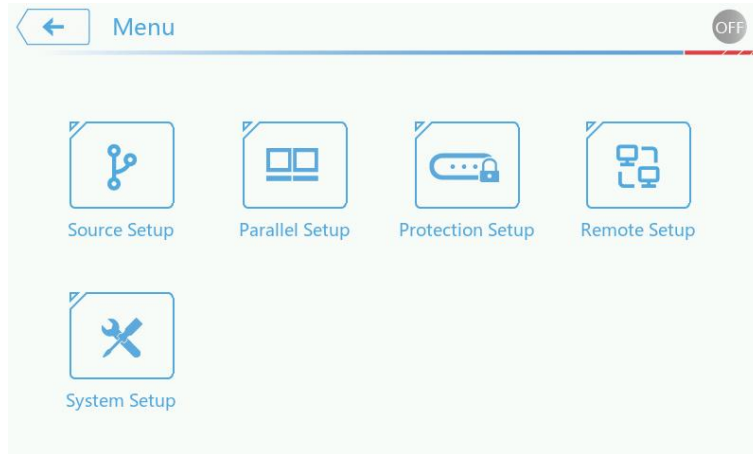 Menu
OFF
Source Setup
Parallel Setup
Protection Setup
Remote Setup
System Setup